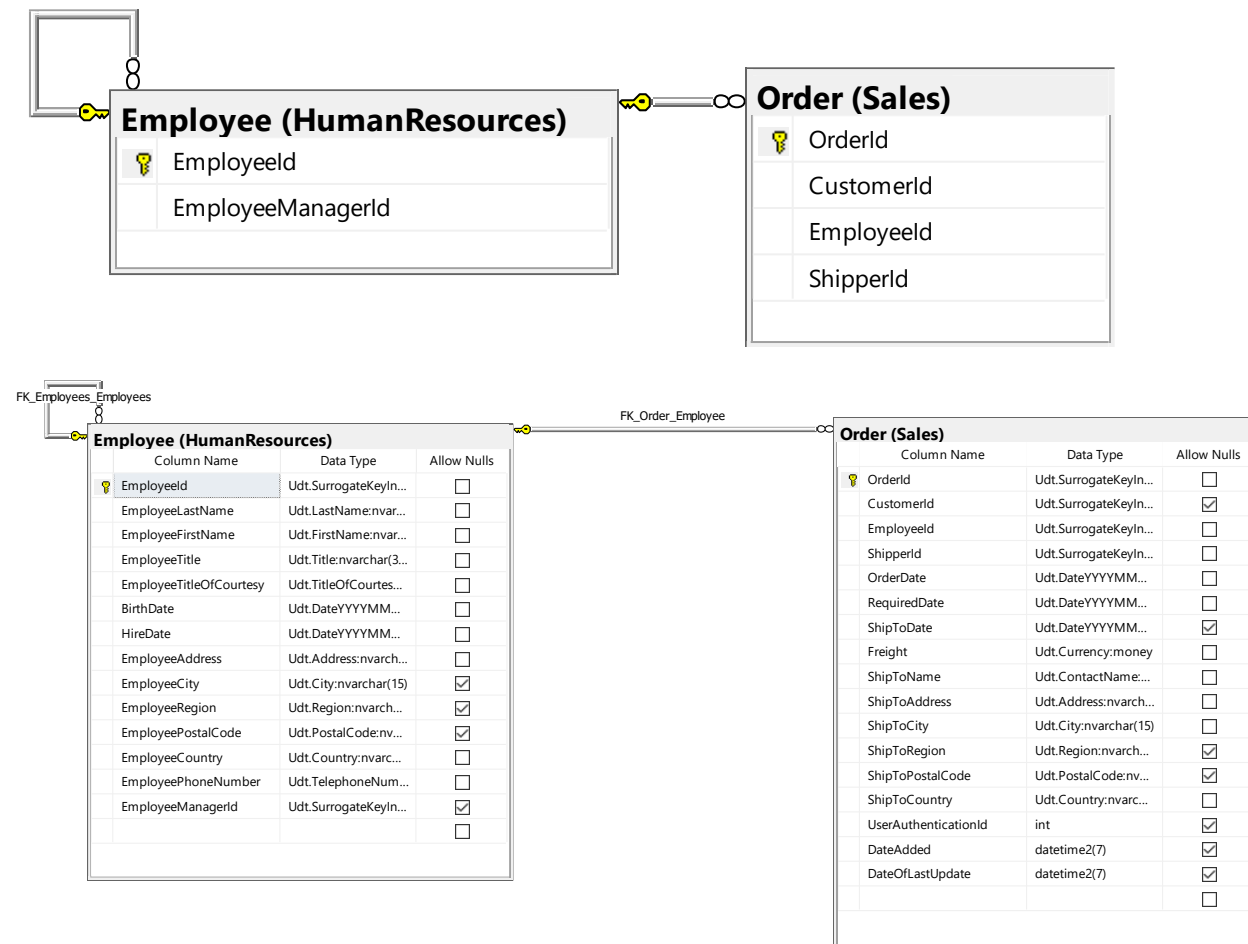 Employee (HumanResources)
EmployeeId
EmployeeManagerId
Order (Sales)
OrderId
CustomerId
EmployeeId
ShipperId
FK_Employees_Employees
FK_Order_Employee
Employee (HumanResources)
Column Name Data Type Allow Nulls
EmployeeId Udt.SurrogateKeyIn...
EmployeeLastName Udt.LastName:nvar...
EmployeeFirstName Udt.FirstName:nvar...
EmployeeTitle Udt.Title:nvarchar(3...
EmployeeTitleOfCourtesy Udt.TitleOfCourtes...
BirthDate Udt.DateYYYYMM...
HireDate Udt.DateYYYYMM...
EmployeeAddress Udt.Address:nvarch...
EmployeeCity Udt.City:nvarchar(15)
EmployeeRegion Udt.Region:nvarch...
EmployeePostalCode Udt.PostalCode:nv...
EmployeeCountry Udt.Country:nvarc...
EmployeePhoneNumber Udt.TelephoneNum...
EmployeeManagerId Udt.SurrogateKeyIn...
Order (Sales)
Column Name Data Type Allow Nulls
OrderId Udt.SurrogateKeyIn...
CustomerId Udt.SurrogateKeyIn...
EmployeeId Udt.SurrogateKeyIn...
ShipperId Udt.SurrogateKeyIn...
OrderDate Udt.DateYYYYMM...
RequiredDate Udt.DateYYYYMM...
ShipToDate Udt.DateYYYYMM...
Freight Udt.Currency:money
ShipToName Udt.ContactName:...
ShipToAddress Udt.Address:nvarch...
ShipToCity Udt.City:nvarchar(15)
ShipToRegion Udt.Region:nvarch...
ShipToPostalCode Udt.PostalCode:nv...
ShipToCountry Udt.Country:nvarc...
UserAuthenticationId int
DateAdded datetime2(7)
DateOfLastUpdate datetime2(7)